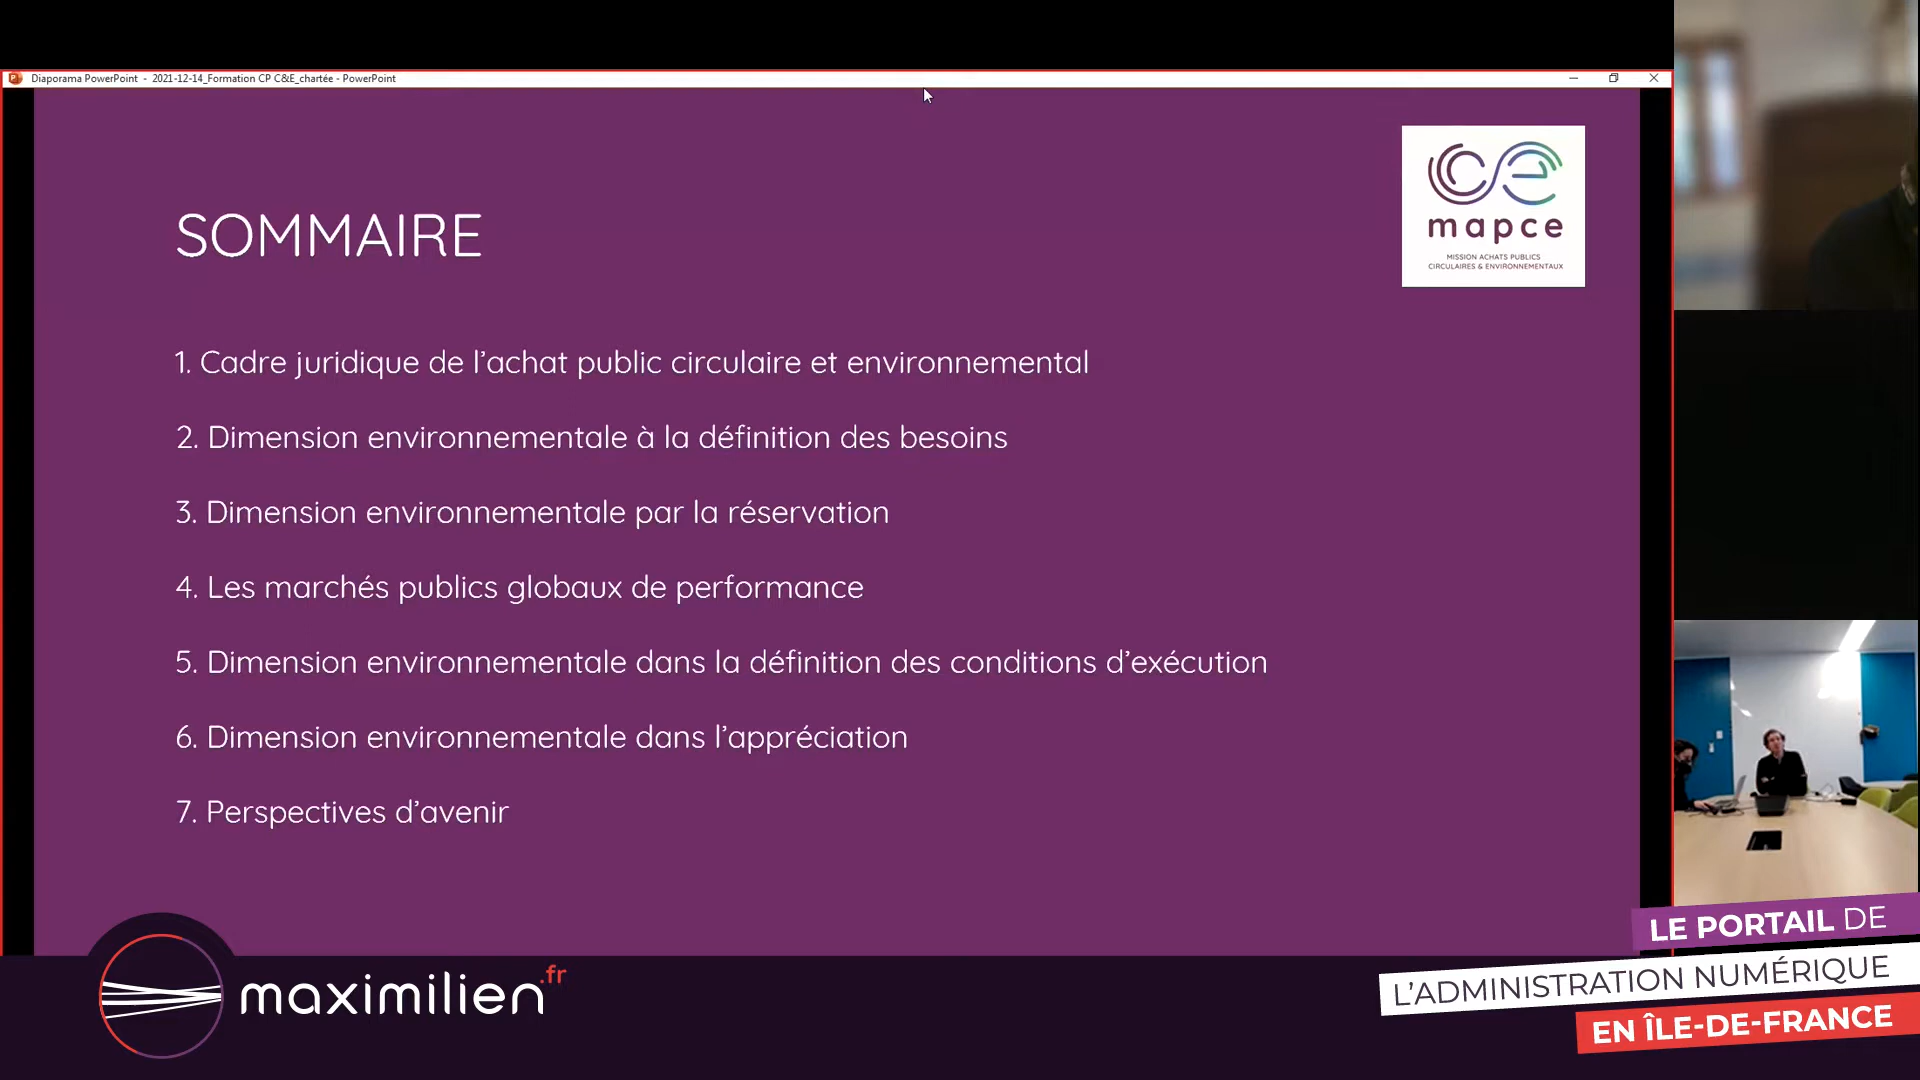 Diaporama PowerPoint - 2021-12-14_Formation CP C&E_chartée - PowerPoint
SOMMAIRE
ce
mapce
MISSION ACHATS PUBLICS
CIRCULAIRES & ENVIRONNEMENTAUX
1. Cadre juridique de l’achat public circulaire et environnemental
2. Dimension environnementale à la définition des besoins
3. Dimension environnementale par la réservation
4. Les marchés publics globaux de performance
5. Dimension environnementale dans la définition des conditions d’exécution
6. Dimension environnementale dans l’appréciation
7. Perspectives d’avenir
maximilien.fr
LE PORTAIL DE
L’ADMINISTRATION NUMÉRIQUE
EN ÎLE-DE-FRANCE